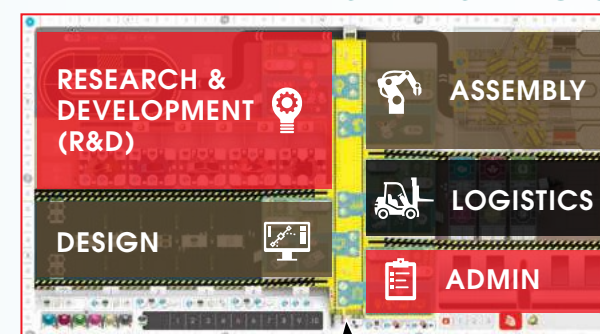 RESEARCH &
DEVELOPMENT
(R&D)
DESIGN
ASSEMBLY
LOGISTICS
ADMIN